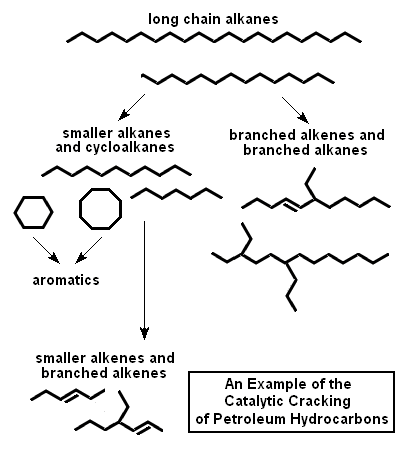 long chain alkanes
smaller alkanes
and cycloalkanes
branched alkenes and
branched alkanes
aromatics
smaller alkenes and
branched alkenes
An Example of the
Catalytic Cracking
of Petroleum Hydrocarbons